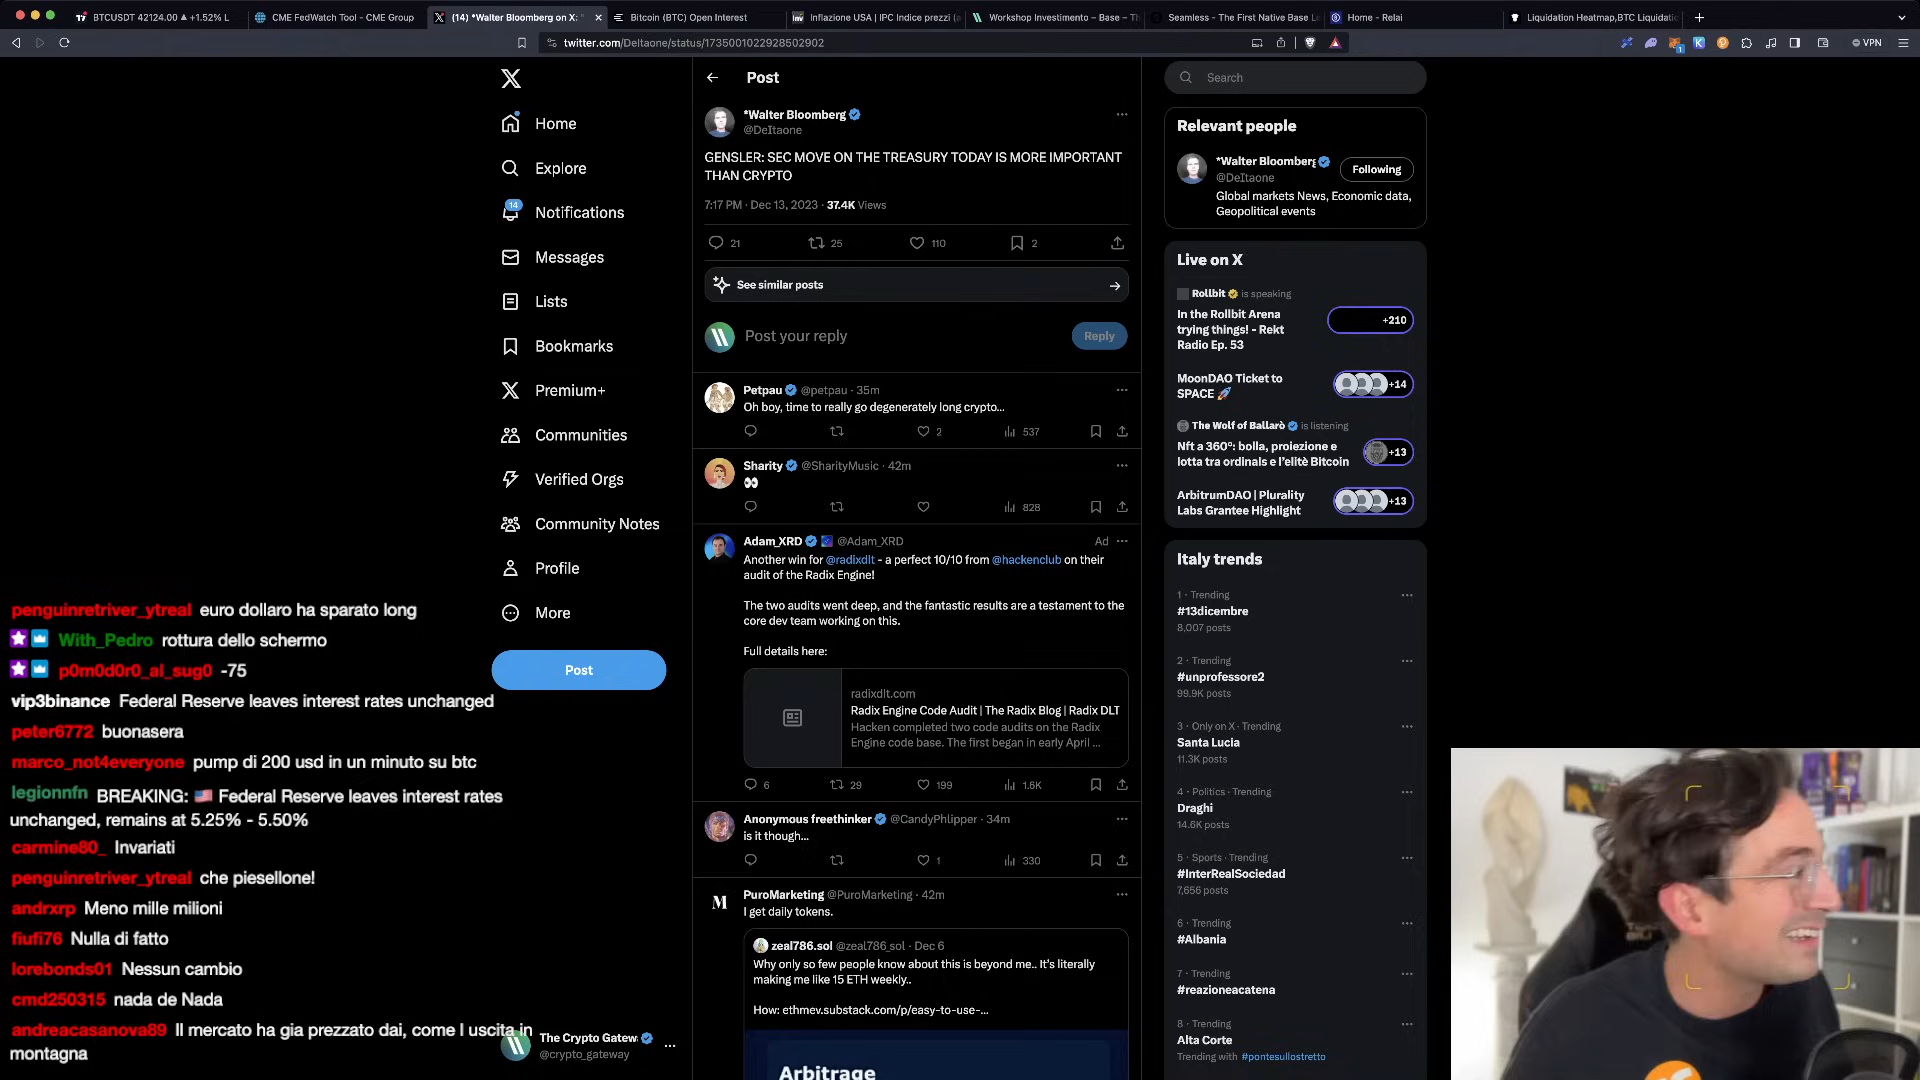 BTCUSDT 42124.00 ▲ +1.52% L
CME FedWatch Tool - CME Group
(14) *Walter Bloomberg on X: "
Bitcoin (BTC) Open Interest
Inflazione USA | IPC Indice prezzi (a
Workshop Investimento – Base – Th
Seamless - The First Native Base Le
Home - Relai
Liquidation Heatmap,BTC Liquidatio
twitter.com/DeItaone/status/1735001022928502902
VPN
Home
Explore
14
Notifications
Messages
Lists
Bookmarks
Premium+
Communities
Verified Orgs
Community Notes
Profile
More
Post
The Crypto Gatew
@crypto_gateway
Post
*Walter Bloomberg
@DeItaone
GENSLER: SEC MOVE ON THE TREASURY TODAY IS MORE IMPORTANT
THAN CRYPTO
7:17 PM · Dec 13, 2023 · 37.4K Views
21 25 110 2
See similar posts
Post your reply
Reply
Petpau @petpau · 35m
Oh boy, time to really go degenerately long crypto...
2 537
Sharity @SharityMusic · 42m
👀
828
Adam_XRD @Adam_XRD Ad
Another win for @radixdlt - a perfect 10/10 from @hackenclub on their
audit of the Radix Engine!
The two audits went deep, and the fantastic results are a testament to the
core dev team working on this.
Full details here:
radixdlt.com
Radix Engine Code Audit | The Radix Blog | Radix DLT
Hacken completed two code audits on the Radix
Engine code base. The first began in early April ...
6 29 199 1.6K
Anonymous freethinker @CandyPhlipper · 34m
is it though...
1 330
M
PuroMarketing @PuroMarketing · 42m
I get daily tokens.
zeal786.sol @zeal786_sol · Dec 6
Why only so few people know about this is beyond me.. It's literally
making me like 15 ETH weekly..
How: ethmev.substack.com/p/easy-to-use-...
Arbitrage
Search
Relevant people
*Walter Bloomberg
@DeItaone
Following
Global markets News, Economic data,
Geopolitical events
Live on X
Rollbit is speaking
In the Rollbit Arena
trying things! - Rekt
Radio Ep. 53
+210
MoonDAO Ticket to
SPACE 🚀
+14
The Wolf of Ballarò is listening
Nft a 360°: bolla, proiezione e
lotta tra ordinals e l'elitè Bitcoin
+13
ArbitrumDAO | Plurality
Labs Grantee Highlight
+13
Italy trends
1 · Trending
#13dicembre
8,007 posts
2 · Trending
#unprofessore2
99.9K posts
3 · Only on X · Trending
Santa Lucia
11.3K posts
4 · Politics · Trending
Draghi
14.6K posts
5 · Sports · Trending
#InterRealSociedad
7,656 posts
6 · Trending
#Albania
7 · Trending
#reazioneacatena
8 · Trending
Alta Corte
Trending with #pontesullostretto
penguinretriver_ytreal euro dollaro ha sparato long
With_Pedro rottura dello schermo
p0m0d0r0_al_sug0 -75
vip3binance Federal Reserve leaves interest rates unchanged
peter6772 buonasera
marco_not4everyone pump di 200 usd in un minuto su btc
legionnfn BREAKING: 🇺🇸 Federal Reserve leaves interest rates
unchanged, remains at 5.25% - 5.50%
carmine80_ Invariati
penguinretriver_ytreal che piesellone!
andrxrp Meno mille milioni
fiufi76 Nulla di fatto
lorebonds01 Nessun cambio
cmd250315 nada de Nada
andreacasanova89 Il mercato ha gia prezzato dai, come l uscita in
montagna